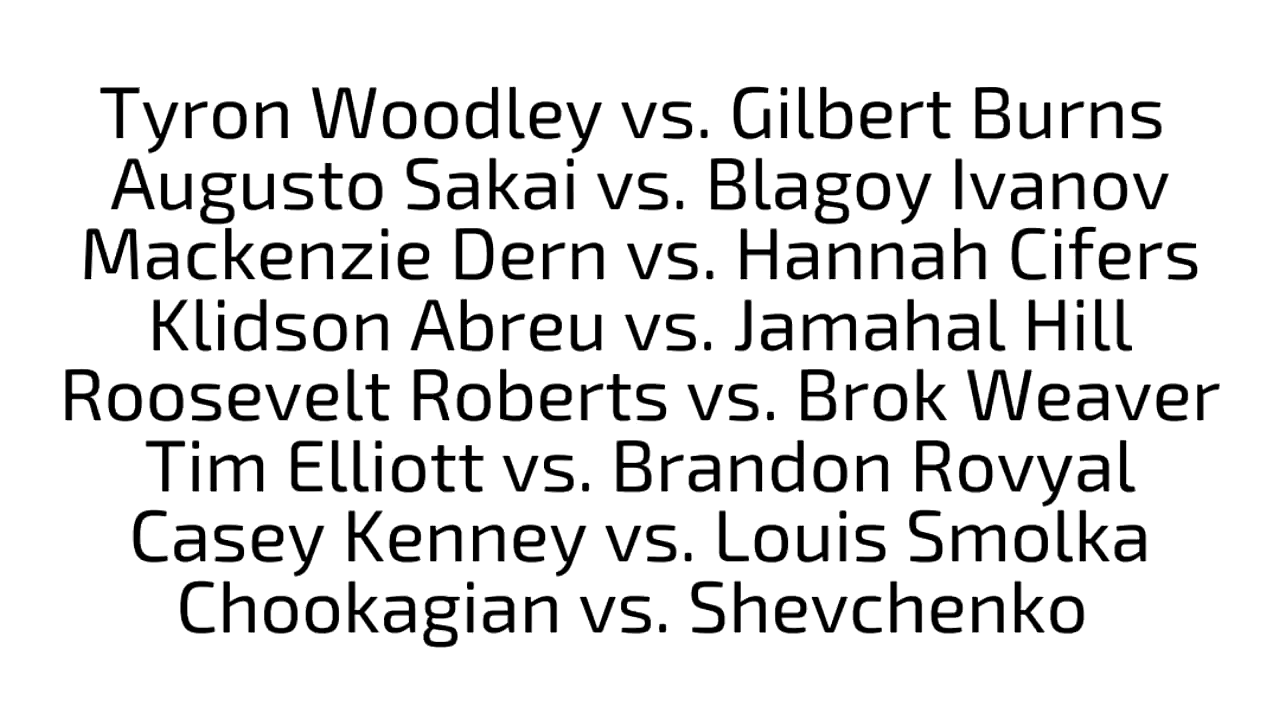 Tyron Woodley vs. Gilbert Burns
Augusto Sakai vs. Blagoy Ivanov
Mackenzie Dern vs. Hannah Cifers
Klidson Abreu vs. Jamahal Hill
Roosevelt Roberts vs. Brok Weaver
Tim Elliott vs. Brandon Rovyal
Casey Kenney vs. Louis Smolka
Chookagian vs. Shevchenko